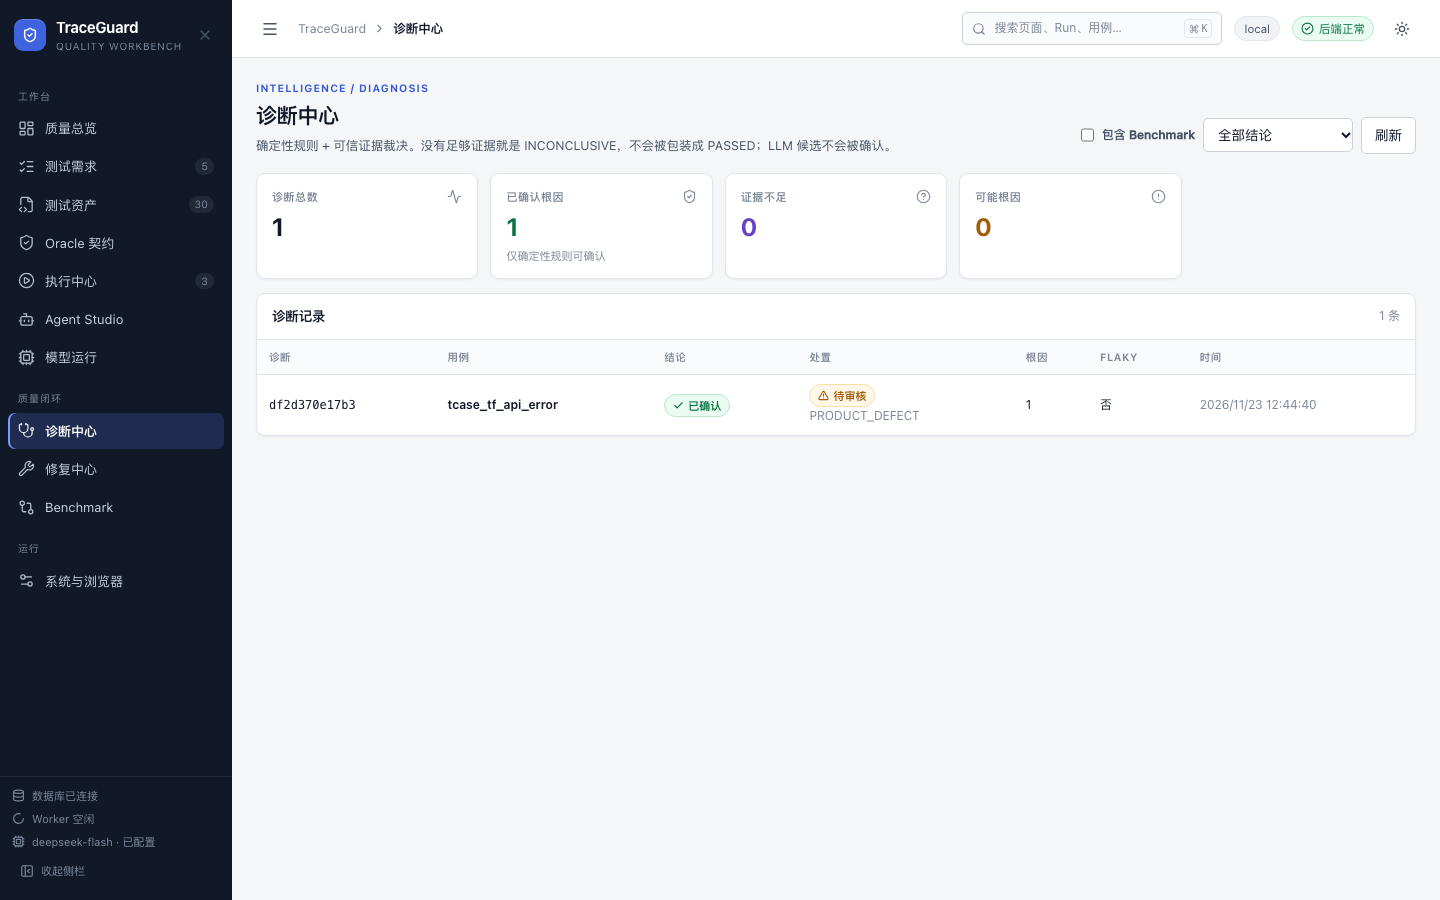 TraceGuard
QUALITY WORKBENCH
工作台
质量总览
测试需求 5
测试资产 30
Oracle 契约
执行中心 3
Agent Studio
模型运行
质量闭环
诊断中心
修复中心
Benchmark
运行
系统与浏览器
数据库已连接
Worker 空闲
deepseek-flash · 已配置
收起侧栏
TraceGuard > 诊断中心
搜索页面、Run、用例... ⌘ K
local
后端正常
INTELLIGENCE / DIAGNOSIS
诊断中心
确定性规则 + 可信证据裁决。没有足够证据就是 INCONCLUSIVE，不会被包装成 PASSED；LLM 候选不会被确认。
包含 Benchmark
全部结论
刷新
诊断总数
1
已确认根因
1
仅确定性规则可确认
证据不足
0
可能根因
0
诊断记录 1 条
诊断 用例 结论 处置 根因 FLAKY 时间
df2d370e17b3 tcase_tf_api_error 已确认 待审核 1 否 2026/11/23 12:44:40
PRODUCT_DEFECT